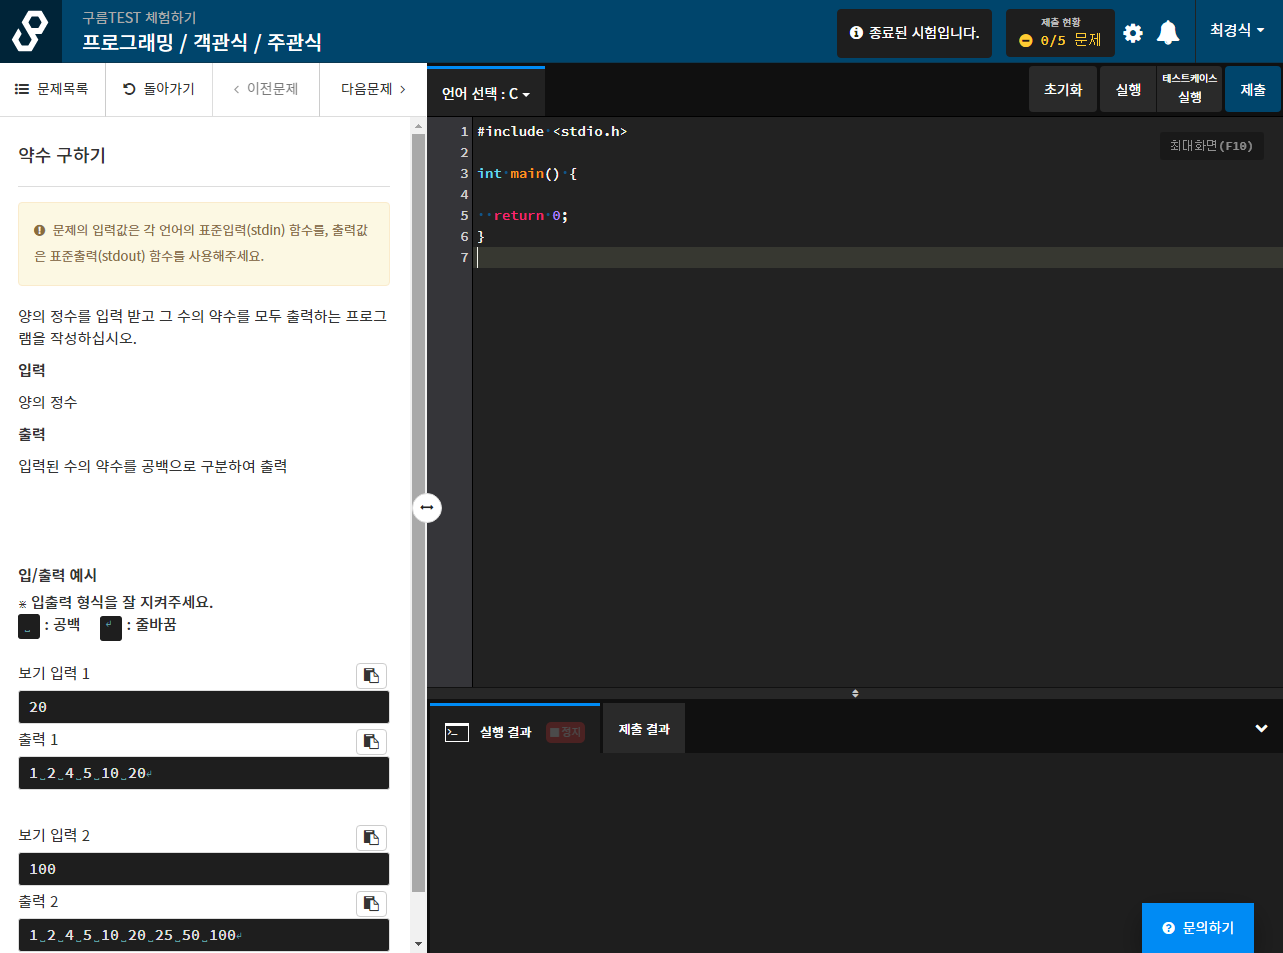 구름TEST 체험하기
프로그래밍 / 객관식 / 주관식
종료된 시험입니다.
제출 현황
0/5 문제
최경식
문제목록
돌아가기
이전문제
다음문제
언어 선택 : C
초기화
실행
테스트케이스
실행
제출
약수 구하기
문제의 입력값은 각 언어의 표준입력(stdin) 함수를, 출력값
은 표준출력(stdout) 함수를 사용해주세요.
양의 정수를 입력 받고 그 수의 약수를 모두 출력하는 프로그
램을 작성하십시오.
입력
양의 정수
출력
입력된 수의 약수를 공백으로 구분하여 출력
입/출력 예시
※ 입출력 형식을 잘 지켜주세요.
␣ : 공백 ↲ : 줄바꿈
보기 입력 1
20
출력 1
1␣2␣4␣5␣10␣20↲
보기 입력 2
100
출력 2
1␣2␣4␣5␣10␣20␣25␣50␣100↲
1 #include <stdio.h>
2
3 int main() {
4
5 return 0;
6 }
7
최대화면(F10)
실행 결과
정지
제출 결과
문의하기